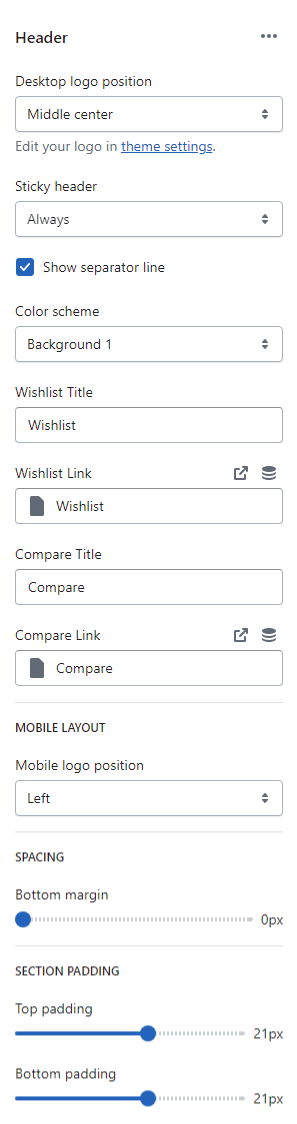 Header
Desktop logo position
Middle center
Edit your logo in theme settings.
Sticky header
Always
Show separator line
Color scheme
Background 1
Wishlist Title
Wishlist
Wishlist Link
Wishlist
Compare Title
Compare
Compare Link
Compare
MOBILE LAYOUT
Mobile logo position
Left
SPACING
Bottom margin
0px
SECTION PADDING
Top padding
21px
Bottom padding
21px